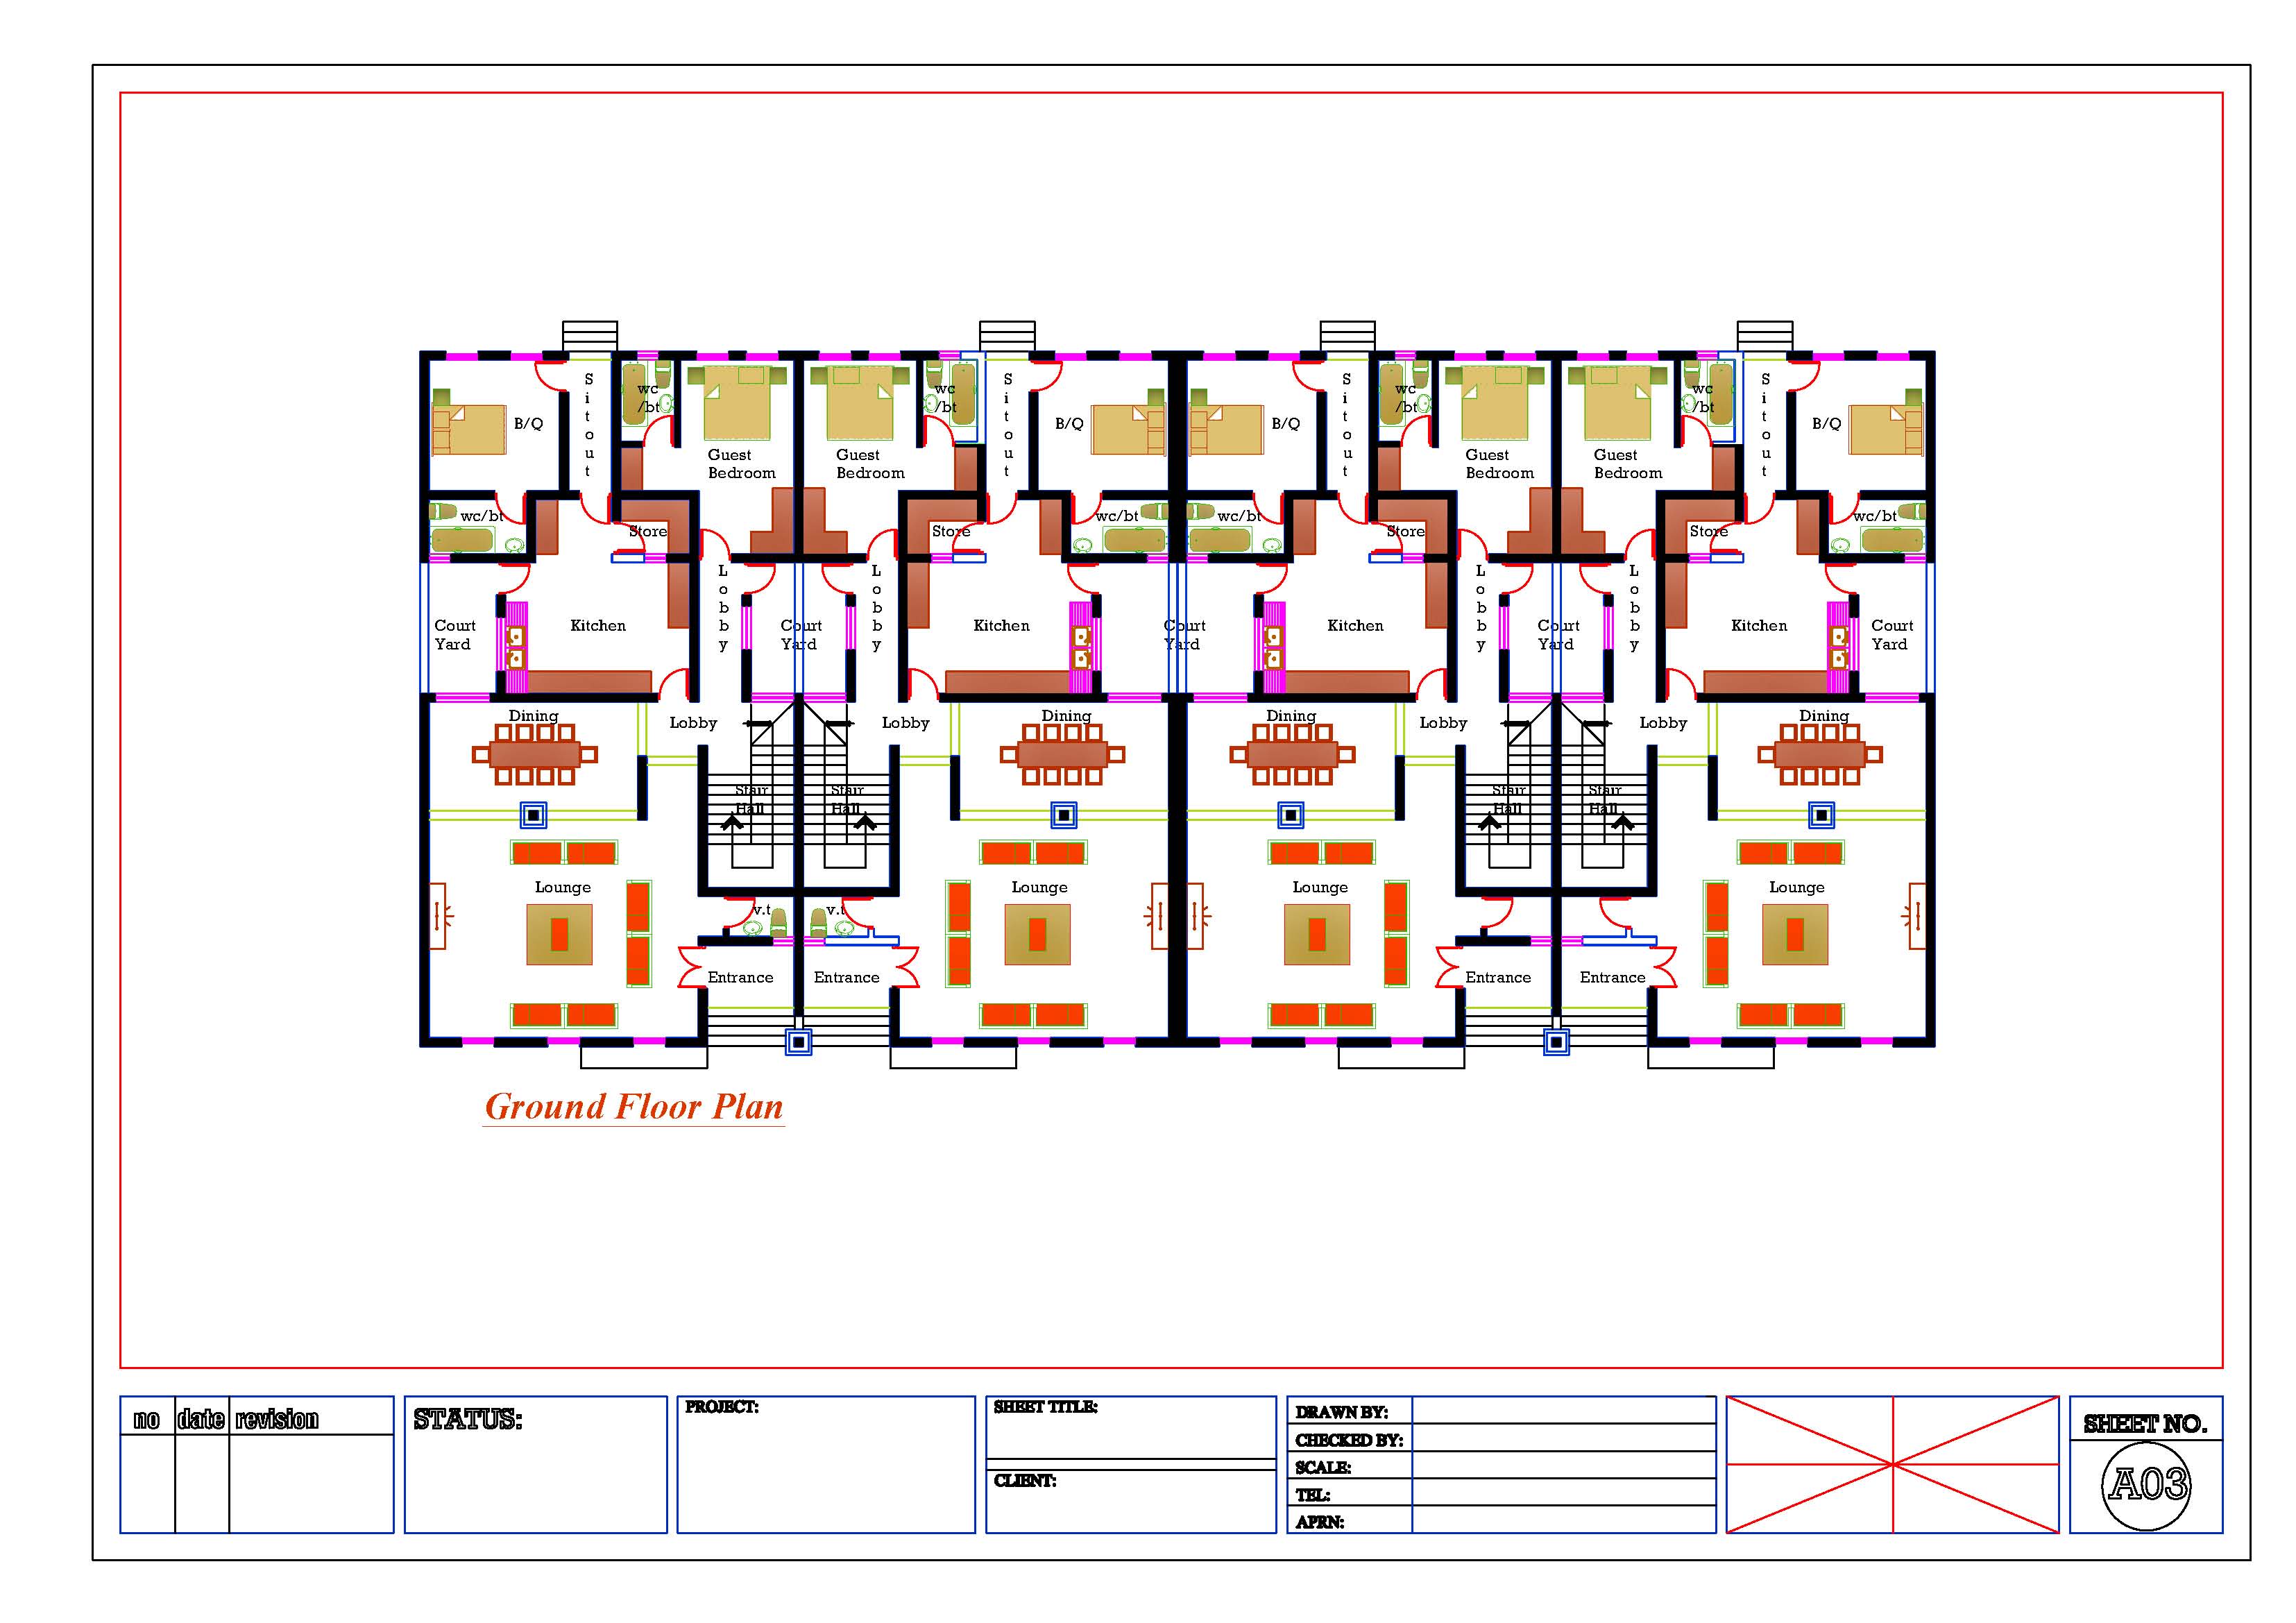 S S S S
i i i i
wc wc wc wc
t t t t
/bt /bt /bt /bt
B/Q B/Q B/Q B/Q
o o o o
u u u u
Guest Guest Guest Guest
t t t t
Bedroom Bedroom Bedroom Bedroom
wc/bt wc/bt wc/bt wc/bt
Store Store Store Store
L L L L
o o o o
b b b b
Court Kitchen b Court b Kitchen Court Kitchen b Court b Kitchen Court
Yard y Yard y Yard y Yard y Yard
Dining Lobby Lobby Dining Dining Lobby Lobby Dining
Stair Stair Stair Stair
Hall Hall Hall Hall
Lounge Lounge Lounge Lounge
v.t v.t
Entrance Entrance Entrance Entrance
Ground Floor Plan
no date revision
STATUS:
PROJECT:
SHEET TITLE:
CLIENT:
DRAWN BY:
CHECKED BY:
SCALE:
TEL:
APRN:
SHEET NO.
A03